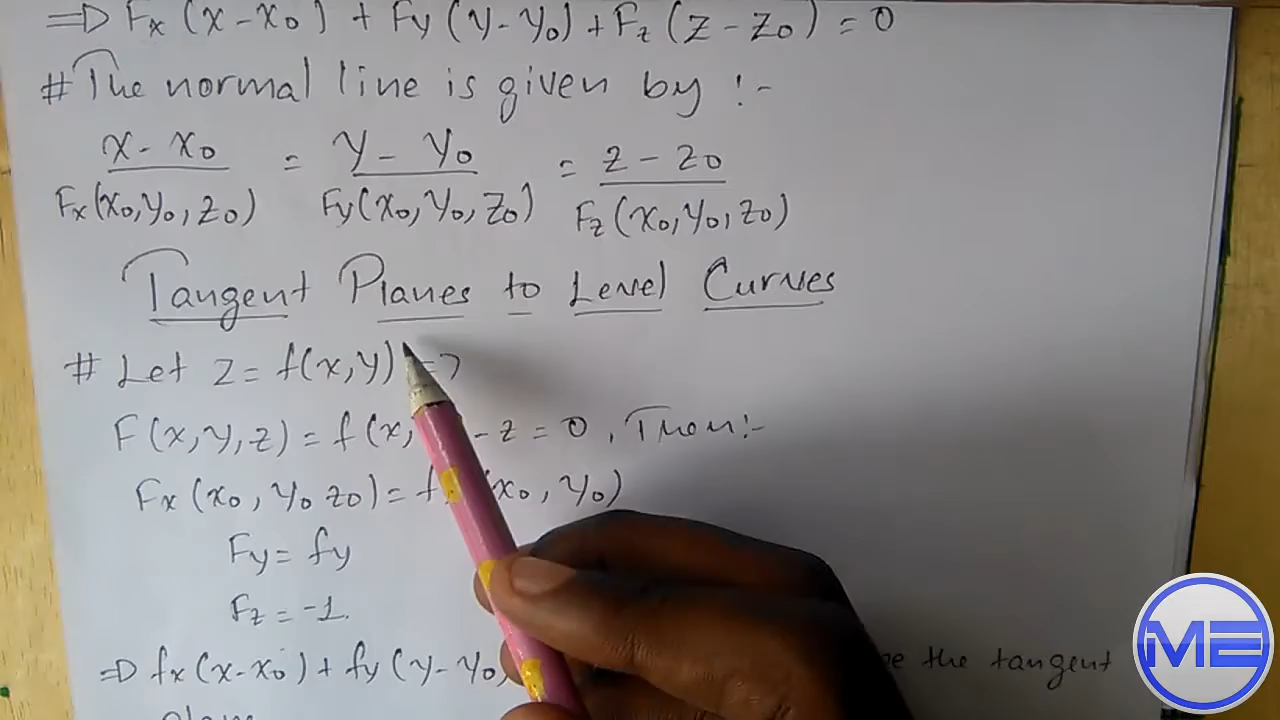 ⇒ Fx (x-x0) + Fy (y-y0) + Fz (z-z0) = 0
# The normal line is given by :-
x-x0 = y-y0 = z-z0
Fx(x0,y0,z0) Fy(x0,y0,z0) Fz(x0,y0,z0)
Tangent Planes to Level Curves
# Let z = f(x,y) =>
F(x,y,z) = f(x, - z = 0, Then:-
Fx (x0, y0 z0) = f (x0, y0)
Fy = fy
Fz = -1.
⇒ fx (x-x0) + fy (y-y0) the tangent
plane
ME